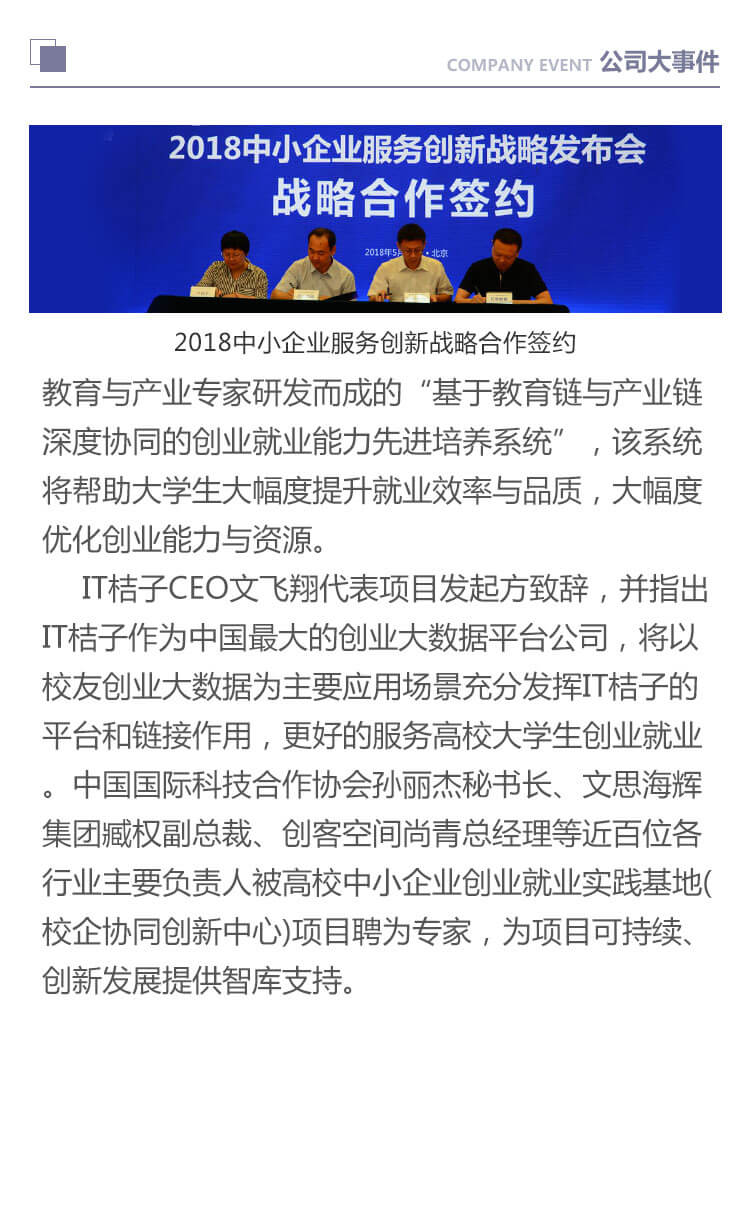 COMPANY EVENT 公司大事件
2018中小企业服务创新战略发布会
战略合作签约
2018中小企业服务创新战略合作签约
教育与产业专家研发而成的“基于教育链与产业链
深度协同的创业就业能力先进培养系统”，该系统
将帮助大学生大幅度提升就业效率与品质，大幅度
优化创业能力与资源。
IT桔子CEO文飞翔代表项目发起方致辞，并指出
IT桔子作为中国最大的创业大数据平台公司，将以
校友创业大数据为主要应用场景充分发挥IT桔子的
平台和链接作用，更好的服务高校大学生创业就业
。中国国际科技合作协会孙丽杰秘书长、文思海辉
集团臧权副总裁、创客空间尚青总经理等近百位各
行业主要负责人被高校中小企业创业就业实践基地(
校企协同创新中心)项目聘为专家，为项目可持续、
创新发展提供智库支持。